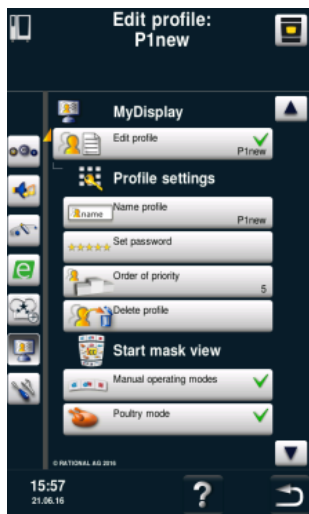 Edit profile:
P1new
MyDisplay
Edit profile
P1new
Profile settings
name
Name profile
P1new
Set password
Order of priority
5
Delete profile
Start mask view
Manual operating modes
Poultry mode
© RATIONAL AG 2016
15:57
21.06.16
?